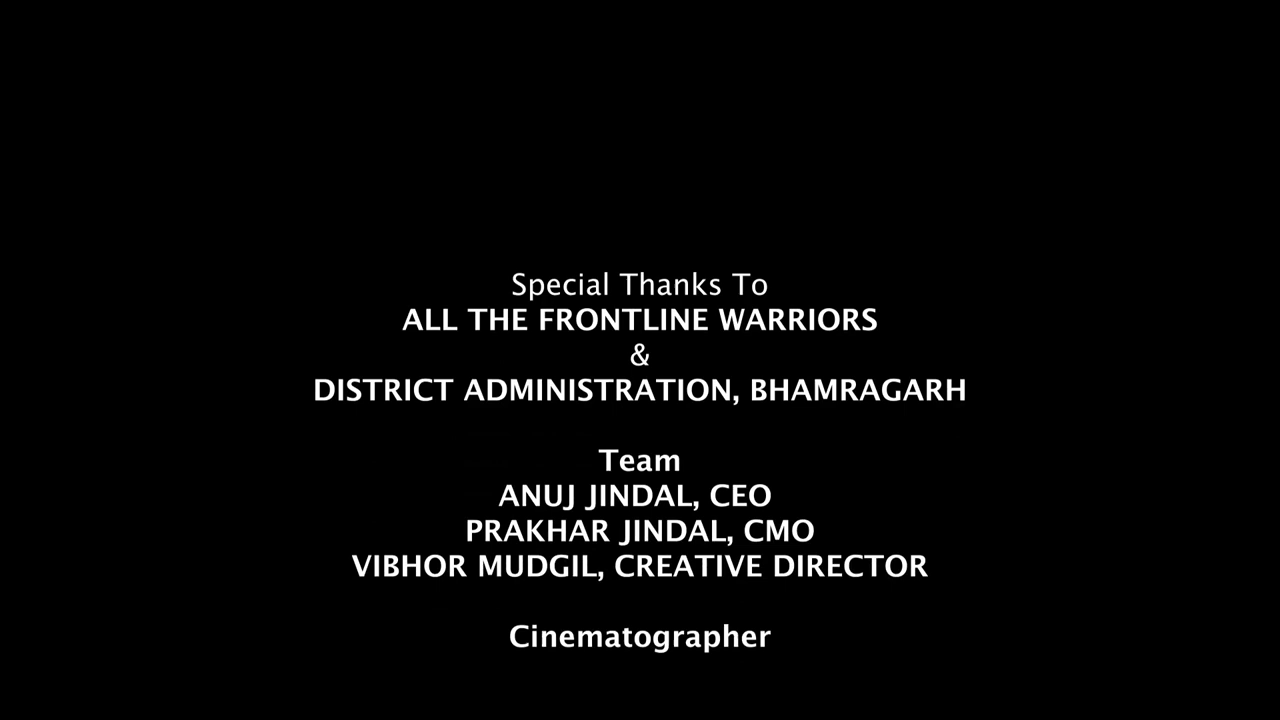 Special Thanks To
ALL THE FRONTLINE WARRIORS
&
DISTRICT ADMINISTRATION, BHAMRAGARH
Team
ANUJ JINDAL, CEO
PRAKHAR JINDAL, CMO
VIBHOR MUDGIL, CREATIVE DIRECTOR
Cinematographer